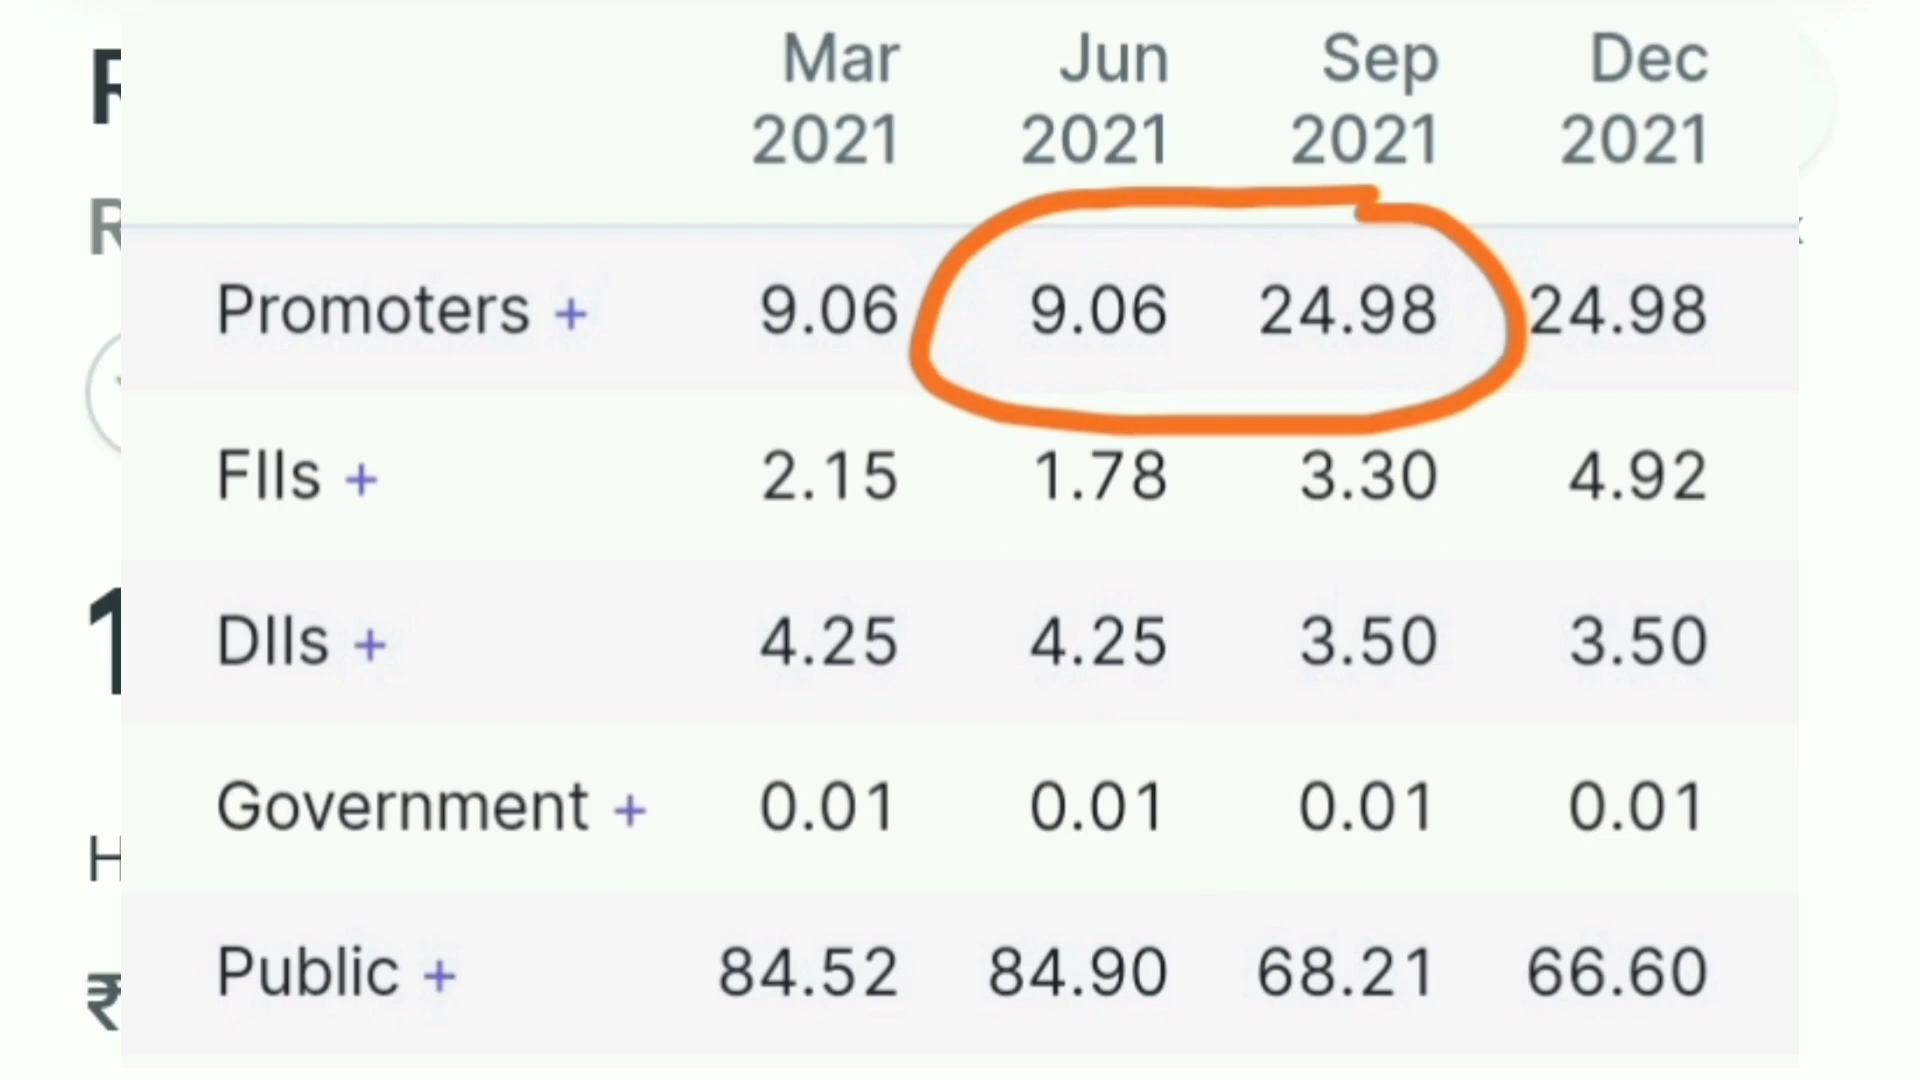 Mar Jun Sep Dec
2021 2021 2021 2021
Promoters + 9.06 9.06 24.98 24.98
FIIs + 2.15 1.78 3.30 4.92
DIIs + 4.25 4.25 3.50 3.50
Government + 0.01 0.01 0.01 0.01
Public + 84.52 84.90 68.21 66.60
₹